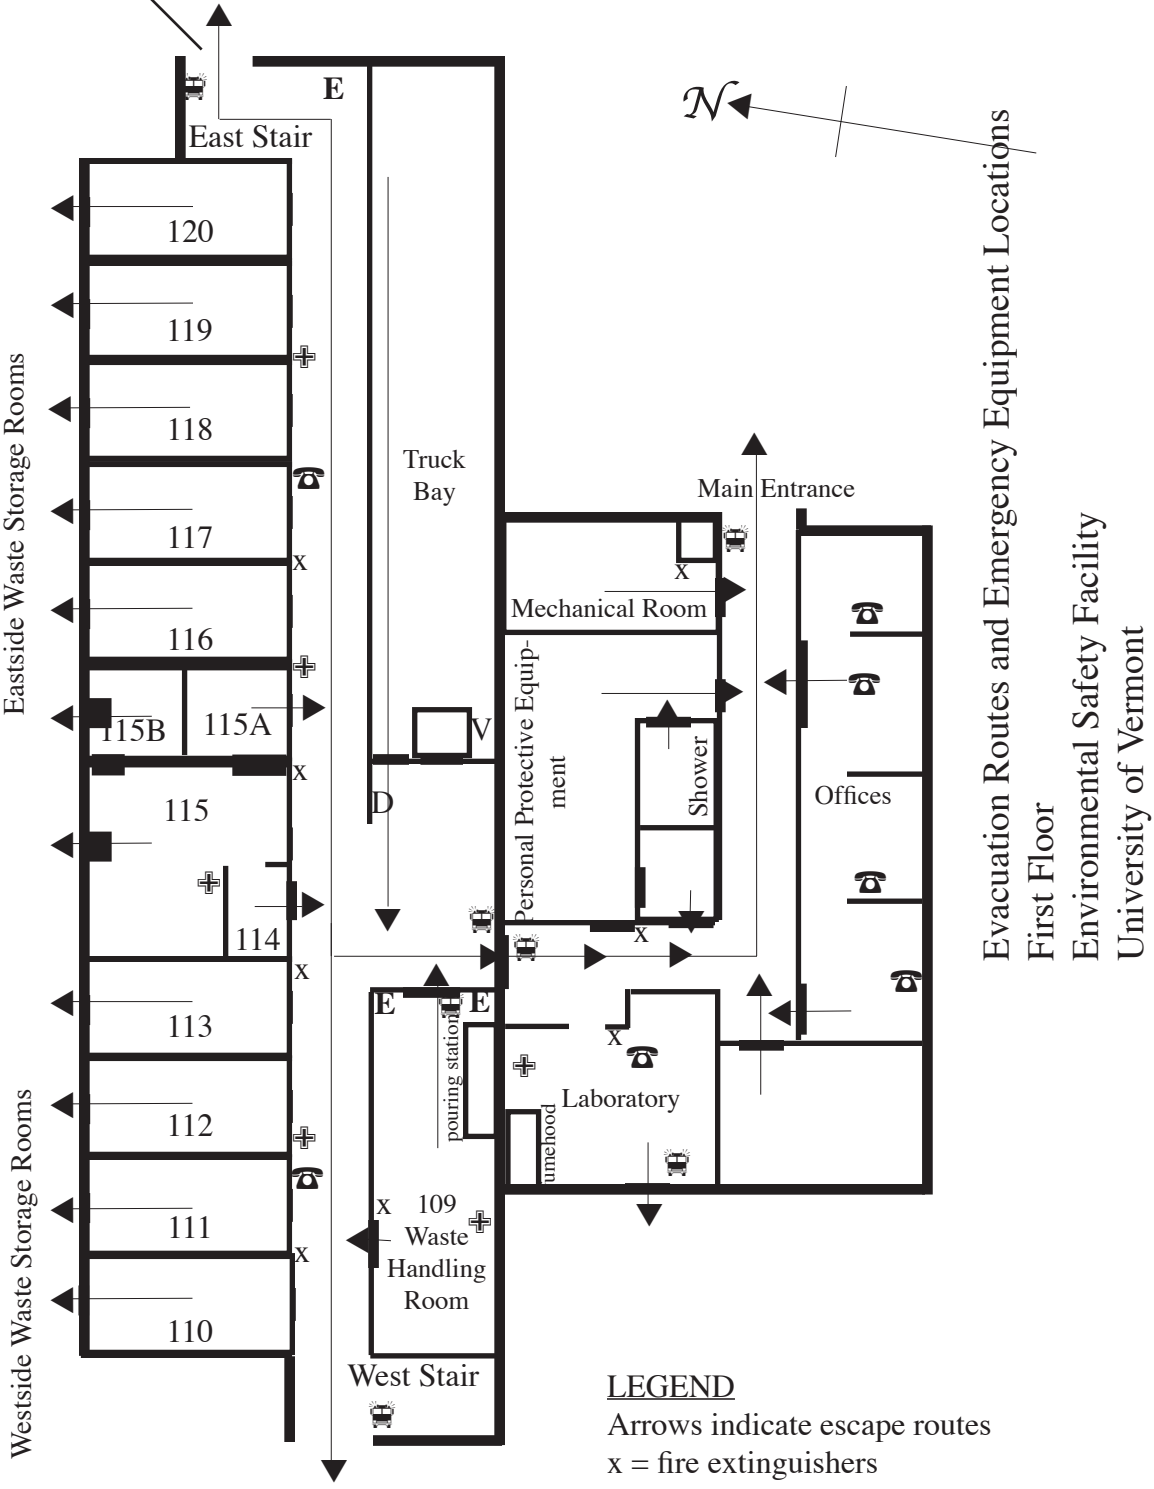 N
E
East Stair
120
119
118
117
116
115B
115A
115
114
113
112
111
110
Eastside Waste Storage Rooms
Westside Waste Storage Rooms
x
x
x
x
Truck
Bay
V
D
Main Entrance
x
Mechanical Room
Personal Protective Equip-
ment
Shower
x
Offices
E
E
pouring station
x
Laboratory
umehood
x
109
Waste
Handling
Room
West Stair
Evacuation Routes and Emergency Equipment Locations
First Floor
Environmental Safety Facility
University of Vermont
LEGEND
Arrows indicate escape routes
x = fire extinguishers